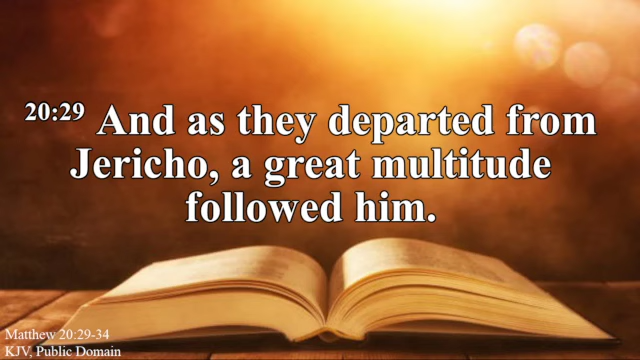 20:29 And as they departed from
Jericho, a great multitude
followed him.
Matthew 20:29-34
KJV, Public Domain